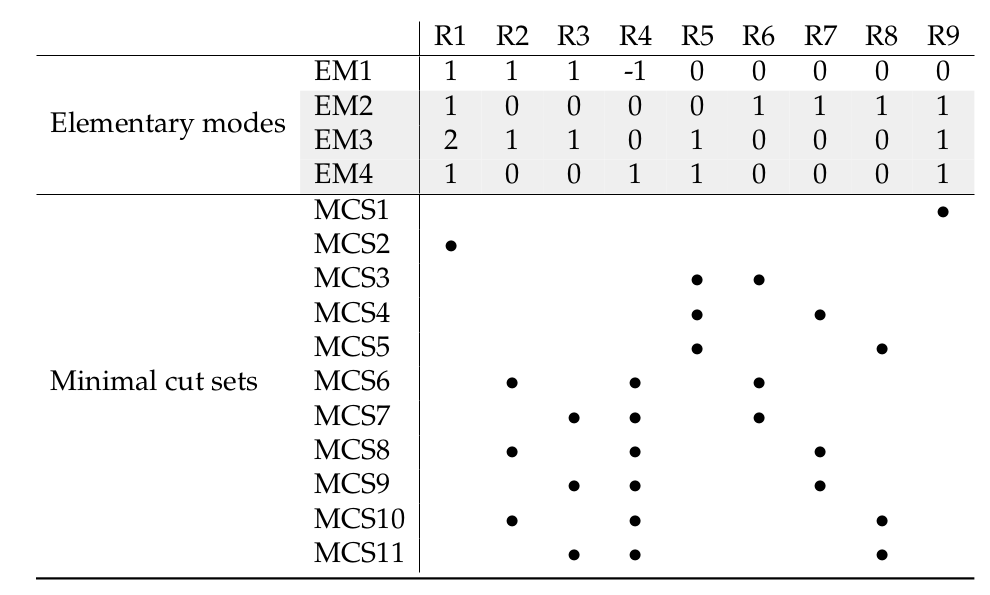 R1 R2 R3 R4 R5 R6 R7 R8 R9
EM1 1 1 1 -1 0 0 0 0 0
Elementary modes
EM2 1 0 0 0 0 1 1 1 1
EM3 2 1 1 0 1 0 0 0 1
EM4 1 0 0 1 1 0 0 0 1
MCS1 •
MCS2 •
MCS3 • •
MCS4 • •
MCS5 • •
Minimal cut sets
MCS6 • • •
MCS7 • • •
MCS8 • • •
MCS9 • • •
MCS10 • • •
MCS11 • • •